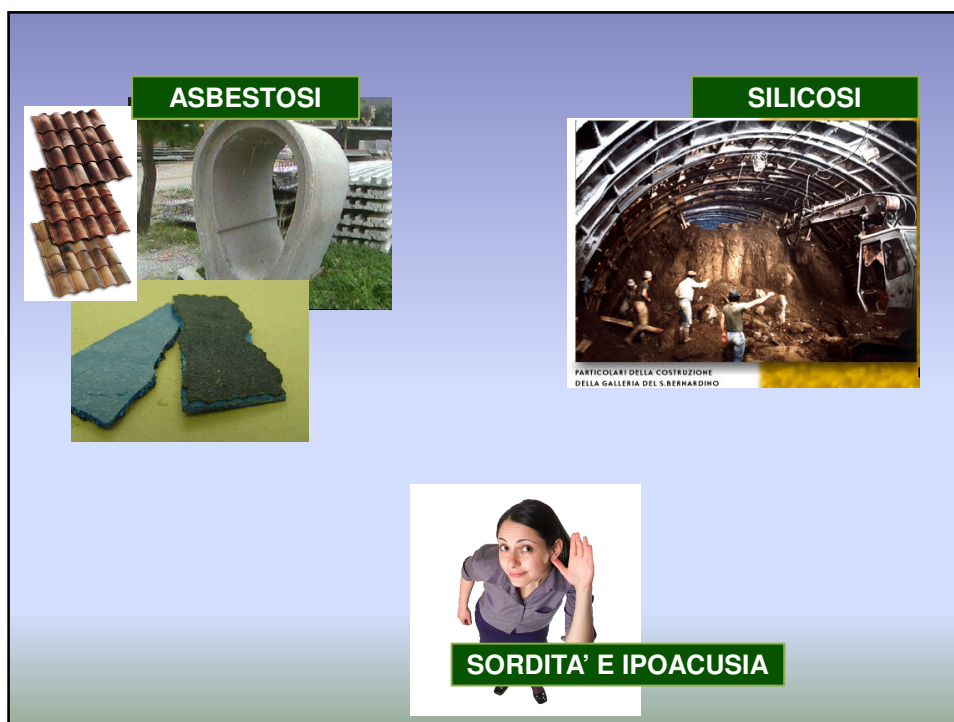 ASBESTOSI
SILICOSI
PARTICOLARI DELLA COSTRUZIONE
DELLA GALLERIA DEL S.BERNARDINO
SORDITA’ E IPOACUSIA